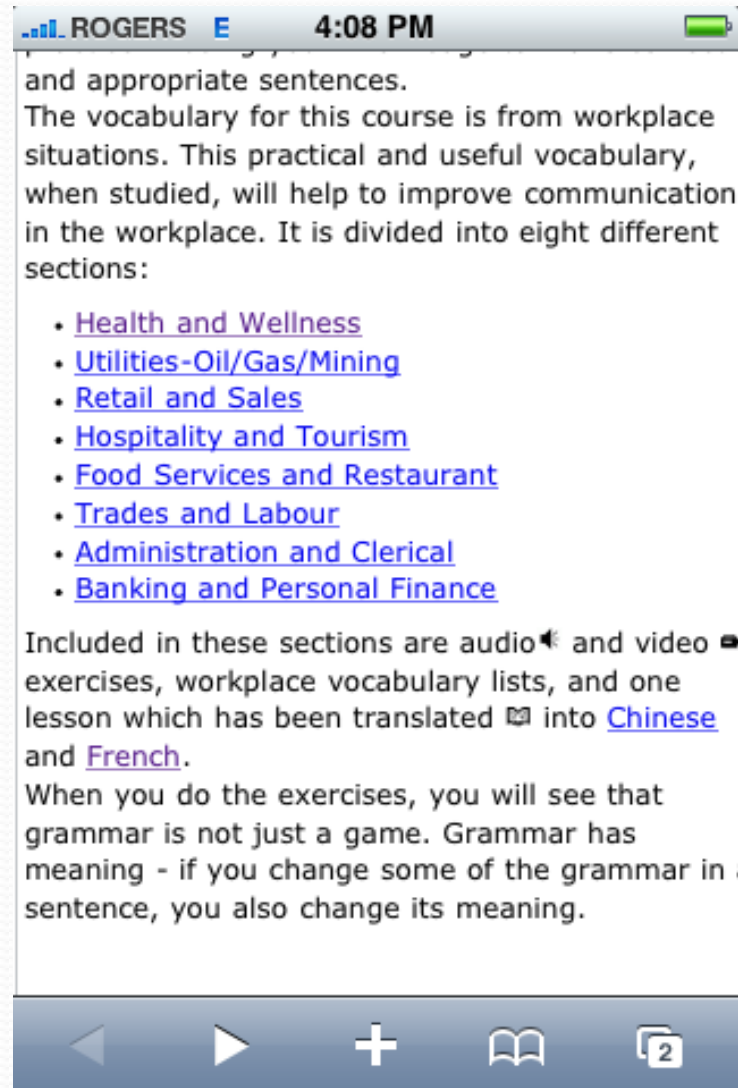 ROGERS E 4:08 PM
and appropriate sentences.
The vocabulary for this course is from workplace
situations. This practical and useful vocabulary,
when studied, will help to improve communication
in the workplace. It is divided into eight different
sections:
• Health and Wellness
• Utilities-Oil/Gas/Mining
• Retail and Sales
• Hospitality and Tourism
• Food Services and Restaurant
• Trades and Labour
• Administration and Clerical
• Banking and Personal Finance
Included in these sections are audio and video
exercises, workplace vocabulary lists, and one
lesson which has been translated into Chinese
and French.
When you do the exercises, you will see that
grammar is not just a game. Grammar has
meaning - if you change some of the grammar in
sentence, you also change its meaning.
2